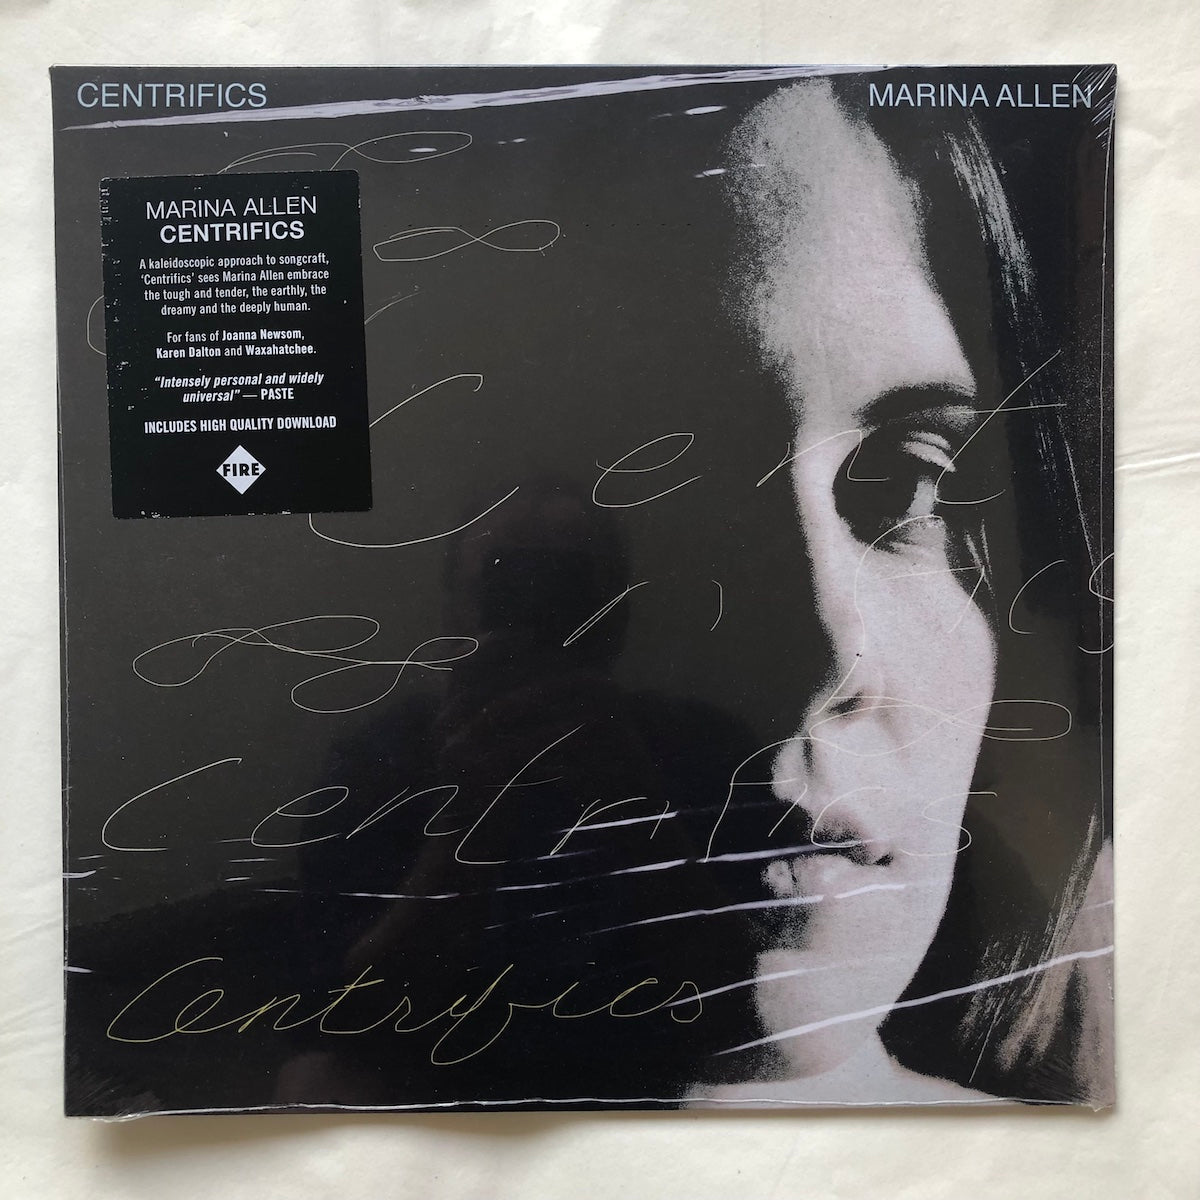 CENTRIFICS
MARINA ALLEN
MARINA ALLEN
CENTRIFICS
A kaleidoscopic approach to songcraft,
‘Centrifics’ sees Marina Allen embrace
the tough and tender, the earthly, the
dreamy and the deeply human.
For fans of Joanna Newsom,
Karen Dalton and Waxahatchee.
“Intensely personal and widely
universal” — PASTE
INCLUDES HIGH QUALITY DOWNLOAD
FIRE
Cent
rifics
Centrifics
Centrifics